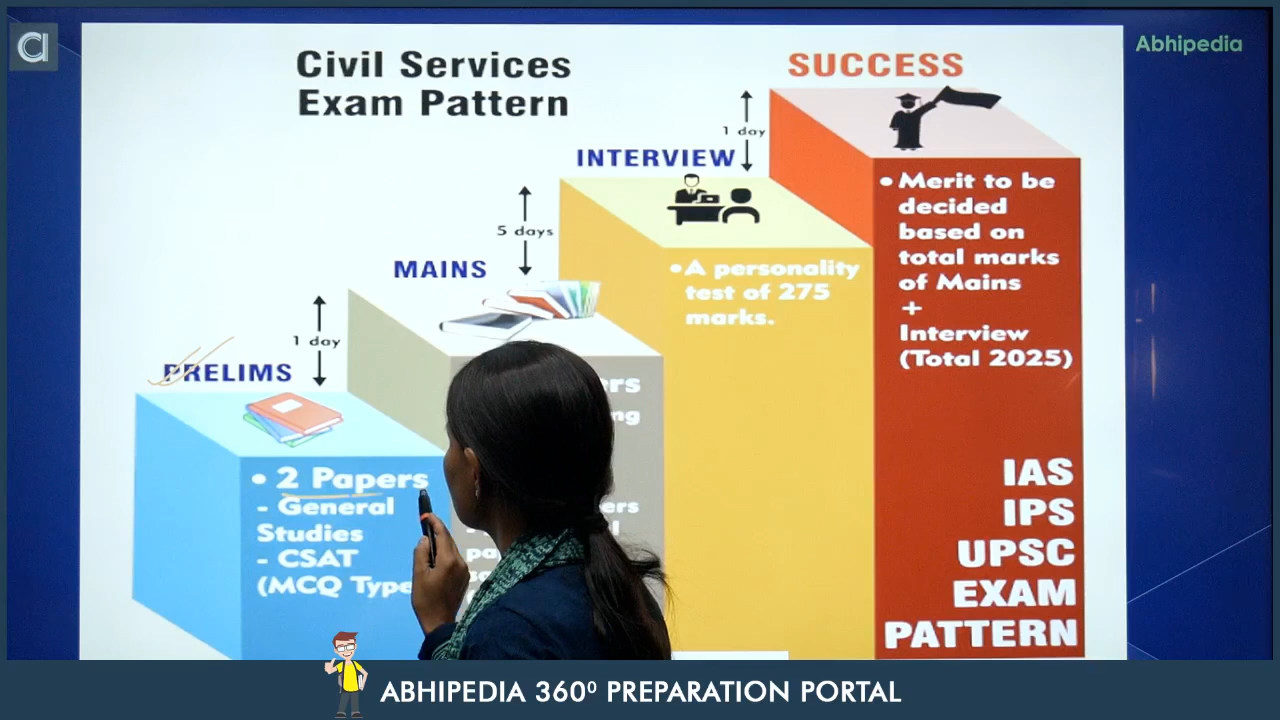 Abhipedia
Civil Services
Exam Pattern
SUCCESS
1 day
INTERVIEW
5 days
MAINS
1 day
PRELIMS
• 2 Papers
- General
Studies
- CSAT
(MCQ Type
• A personality
test of 275
marks.
• Merit to be
decided
based on
total marks
of Mains
+
Interview
(Total 2025)
IAS
IPS
UPSC
EXAM
PATTERN
ABHIPEDIA 360⁰ PREPARATION PORTAL